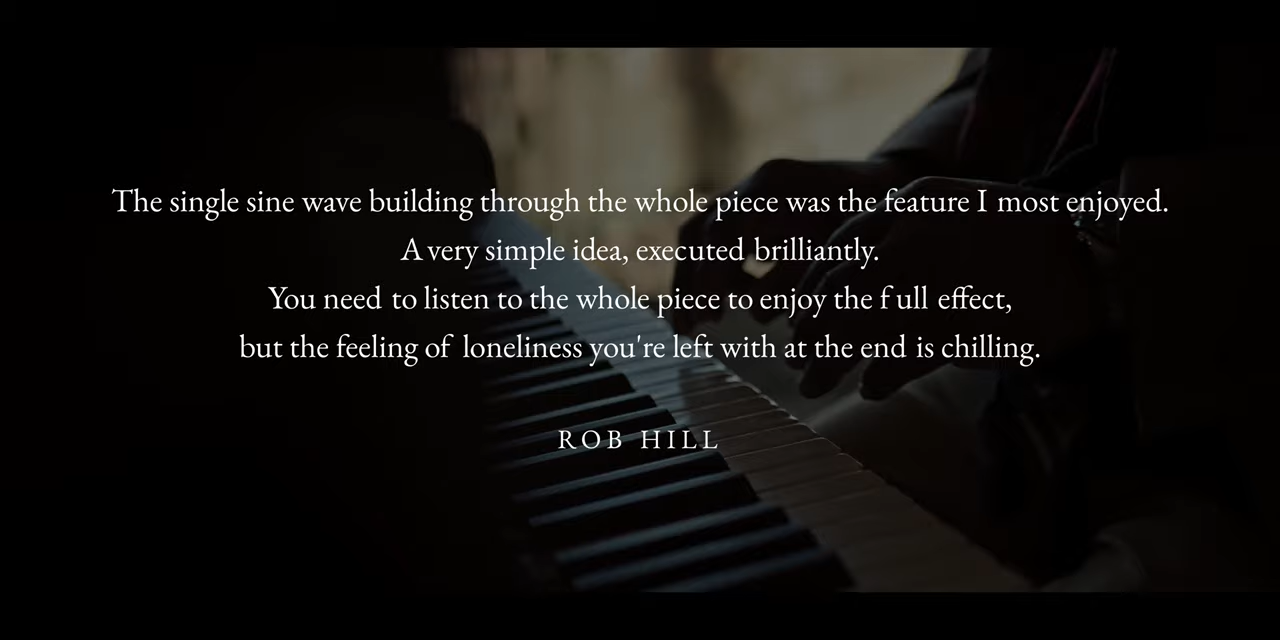 The single sine wave building through the whole piece was the feature I most enjoyed.
A very simple idea, executed brilliantly.
You need to listen to the whole piece to enjoy the full effect,
but the feeling of loneliness you're left with at the end is chilling.
ROB HILL